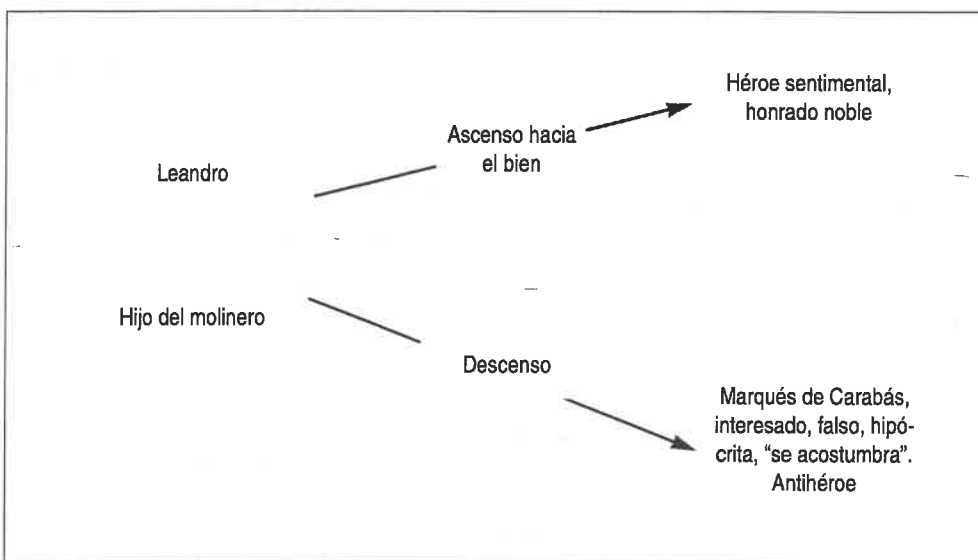 Leandro
Ascenso hacia
el bien
Héroe sentimental,
honrado noble
Hijo del molinero
Descenso
Marqués de Carabás,
interesado, falso, hipó-
crita, “se acostumbra”.
Antihéroe